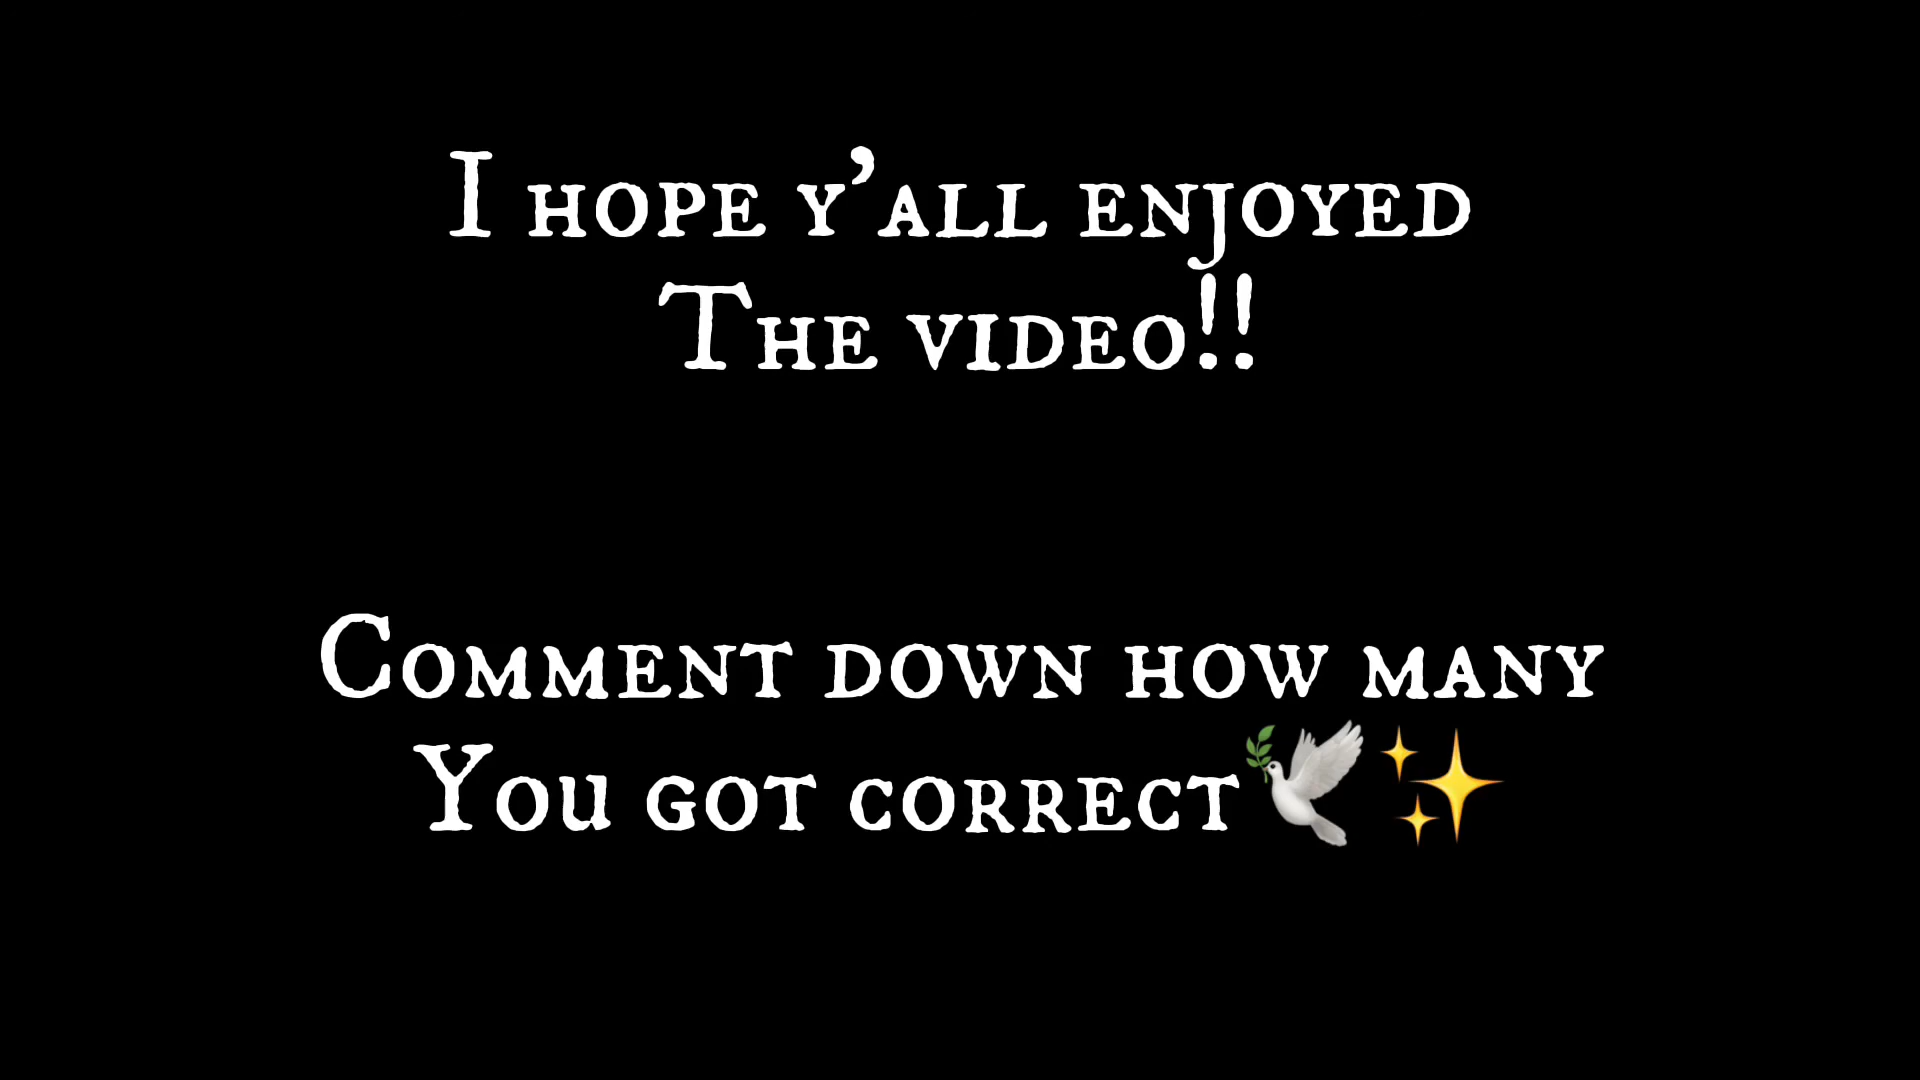 I hope y’all enjoyed
The video!!
Comment down how many
You got correct🕊️✨